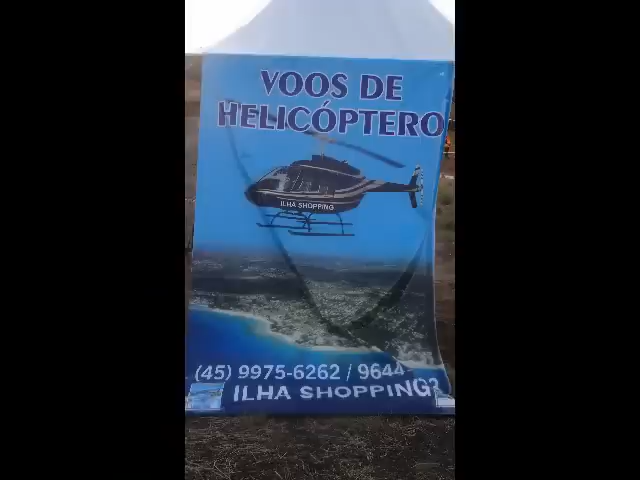 VOOS DE
HELICÓPTERO
ILHA SHOPPING
(45) 9975-6262 / 9644-
ILHA SHOPPING